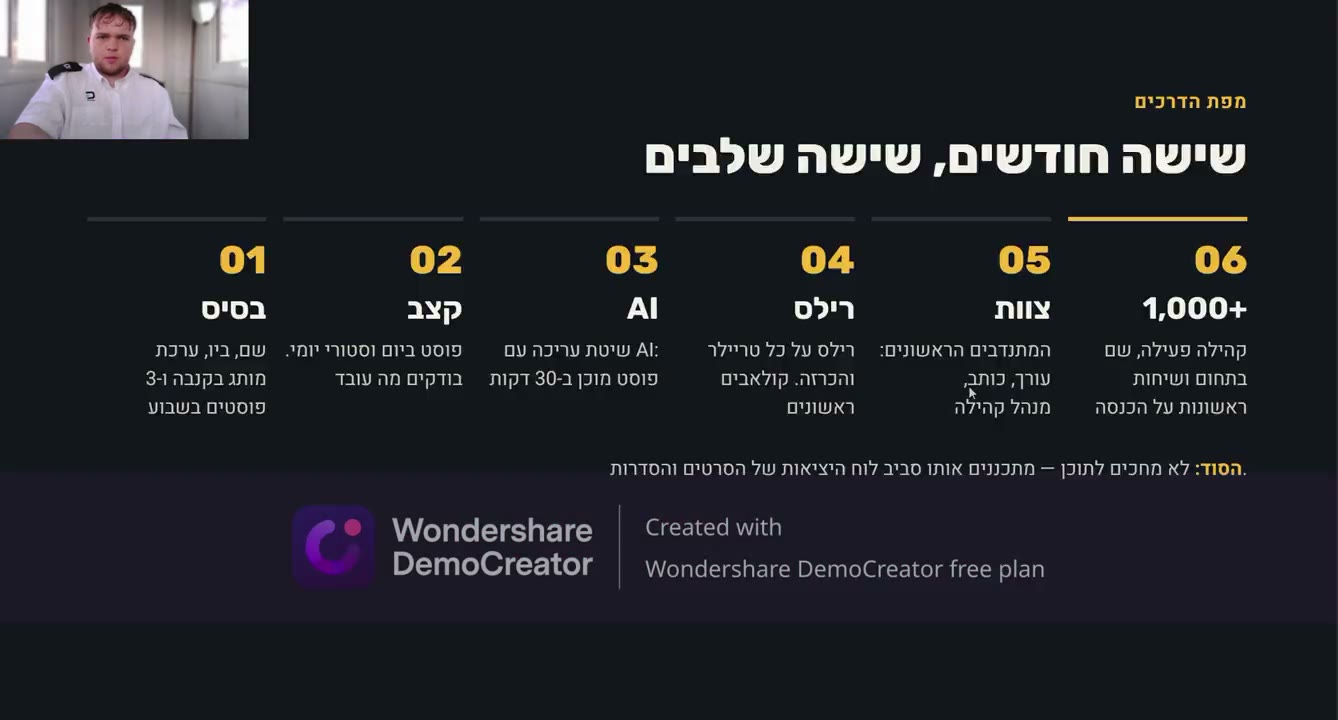 מפת הדרכים
שישה חודשים, שישה שלבים
01
בסיס
שם, ביו, ערכת
מותג בקנבה ו-3
פוסטים בשבוע
02
קצב
פוסט ביום וסטורי יומי.
בודקים מה עובד
03
AI
שיטת עריכה עם AI:
פוסט מוכן ב-30 דקות
04
רילס
רילס על כל טריילר
והכרזה. קולאבים
ראשונים
05
צוות
המתנדבים הראשונים:
עורך, כותב,
מנהל קהילה
06
1,000+
קהילה פעילה, שם
בתחום ושיחות
ראשונות על הכנסה
הסוד: לא מחכים לתוכן — מתכננים אותו סביב לוח היציאות של הסרטים והסדרות.
Wondershare
DemoCreator
Created with
Wondershare DemoCreator free plan